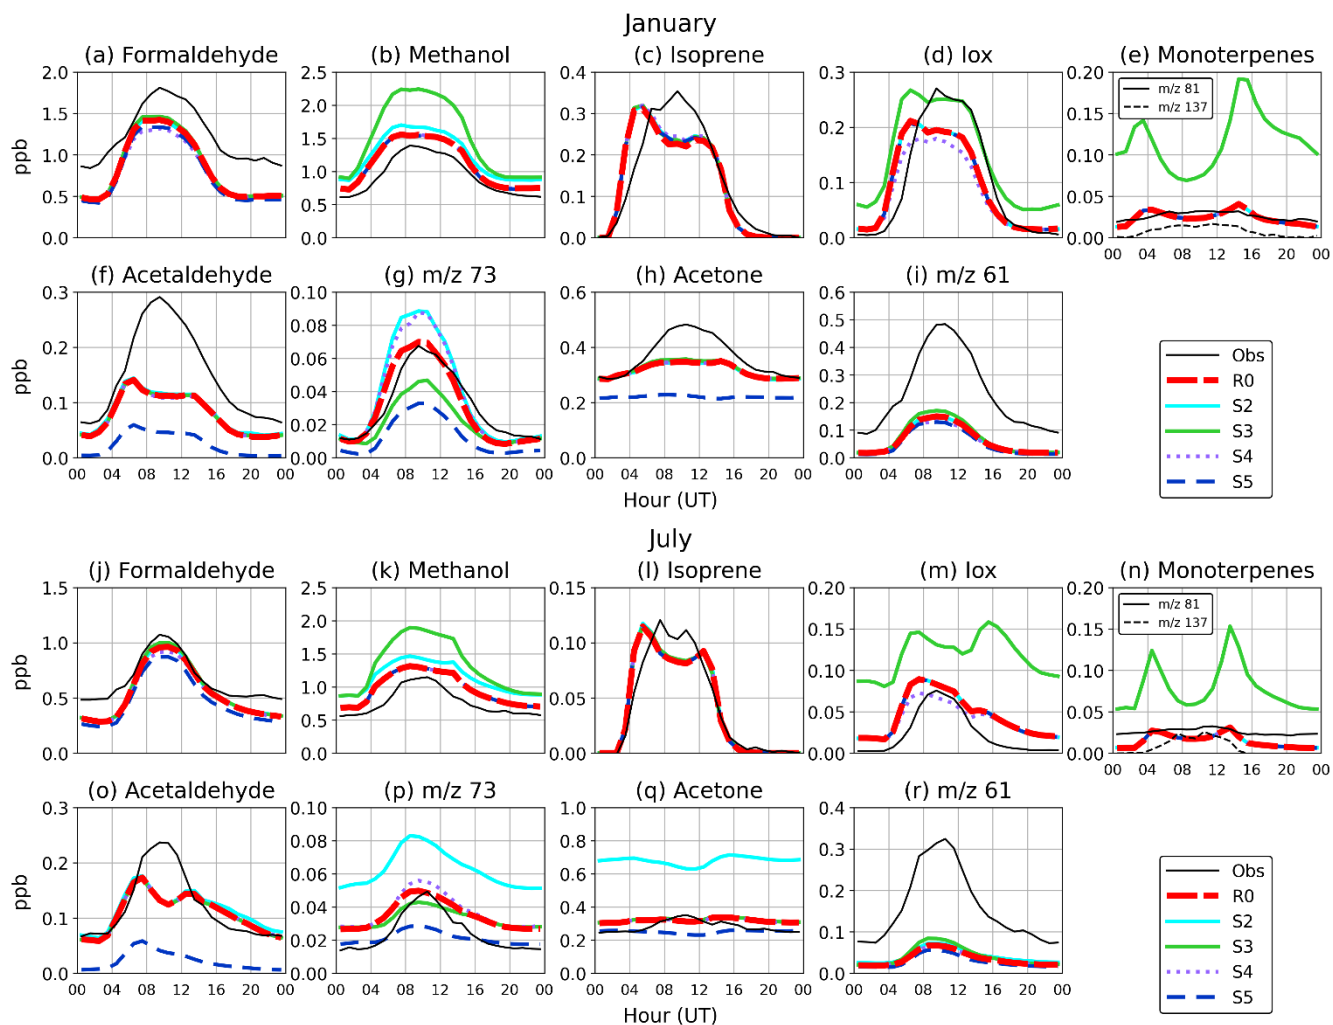 January
(a) Formaldehyde
(b) Methanol
(c) Isoprene
(d) Iox
(e) Monoterpenes
ppb
2.0
1.5
1.0
0.5
0.0
2.5
2.0
1.5
1.0
0.5
0.0
0.4
0.3
0.2
0.1
0.0
0.3
0.2
0.1
0.0
0.20
0.15
0.10
0.05
0.00
m/z 81
m/z 137
00 04 08 12 16 20 00
(f) Acetaldehyde
(g) m/z 73
(h) Acetone
(i) m/z 61
ppb
0.3
0.2
0.1
0.0
0.10
0.08
0.06
0.04
0.02
0.00
0.6
0.4
0.2
0.0
0.6
0.5
0.4
0.3
0.2
0.1
0.0
00 04 08 12 16 20 00
00 04 08 12 16 20 00
00 04 08 12 16 20 00
00 04 08 12 16 20 00
Hour (UT)
Obs
R0
S2
S3
S4
S5
July
(j) Formaldehyde
(k) Methanol
(l) Isoprene
(m) Iox
(n) Monoterpenes
ppb
1.5
1.0
0.5
0.0
2.5
2.0
1.5
1.0
0.5
0.0
0.15
0.10
0.05
0.00
0.20
0.15
0.10
0.05
0.00
0.20
0.15
0.10
0.05
0.00
m/z 81
m/z 137
00 04 08 12 16 20 00
(o) Acetaldehyde
(p) m/z 73
(q) Acetone
(r) m/z 61
ppb
0.3
0.2
0.1
0.0
0.10
0.08
0.06
0.04
0.02
0.00
1.0
0.8
0.6
0.4
0.2
0.0
0.4
0.3
0.2
0.1
0.0
00 04 08 12 16 20 00
00 04 08 12 16 20 00
00 04 08 12 16 20 00
00 04 08 12 16 20 00
Hour (UT)
Obs
R0
S2
S3
S4
S5